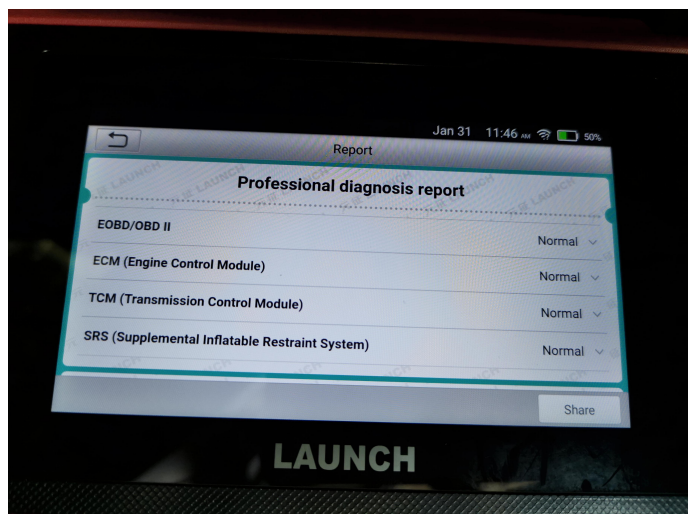 Jan 31 11:46 AM 50%
Report
Professional diagnosis report
EOBD/OBD II Normal
ECM (Engine Control Module) Normal
TCM (Transmission Control Module) Normal
SRS (Supplemental Inflatable Restraint System) Normal
Share
LAUNCH